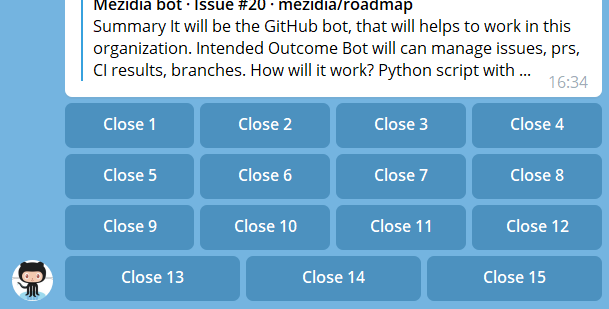 Mezidia bot · Issue #20 · mezidia/roadmap
Summary It will be the GitHub bot, that will helps to work in this
organization. Intended Outcome Bot will can manage issues, prs,
CI results, branches. How will it work? Python script with ...
16:34
Close 1 Close 2 Close 3 Close 4
Close 5 Close 6 Close 7 Close 8
Close 9 Close 10 Close 11 Close 12
Close 13 Close 14 Close 15